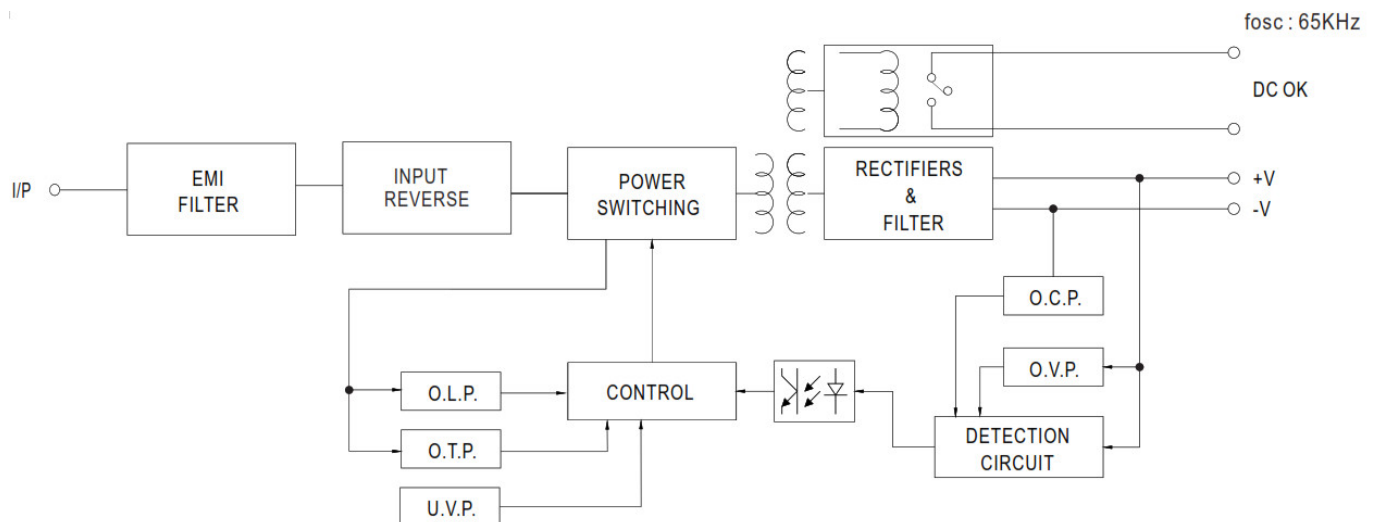 fosc : 65KHz
DC OK
I/P
EMI
FILTER
INPUT
REVERSE
POWER
SWITCHING
RECTIFIERS
&
FILTER
+V
-V
O.C.P.
O.V.P.
O.L.P.
CONTROL
O.T.P.
DETECTION
CIRCUIT
U.V.P.